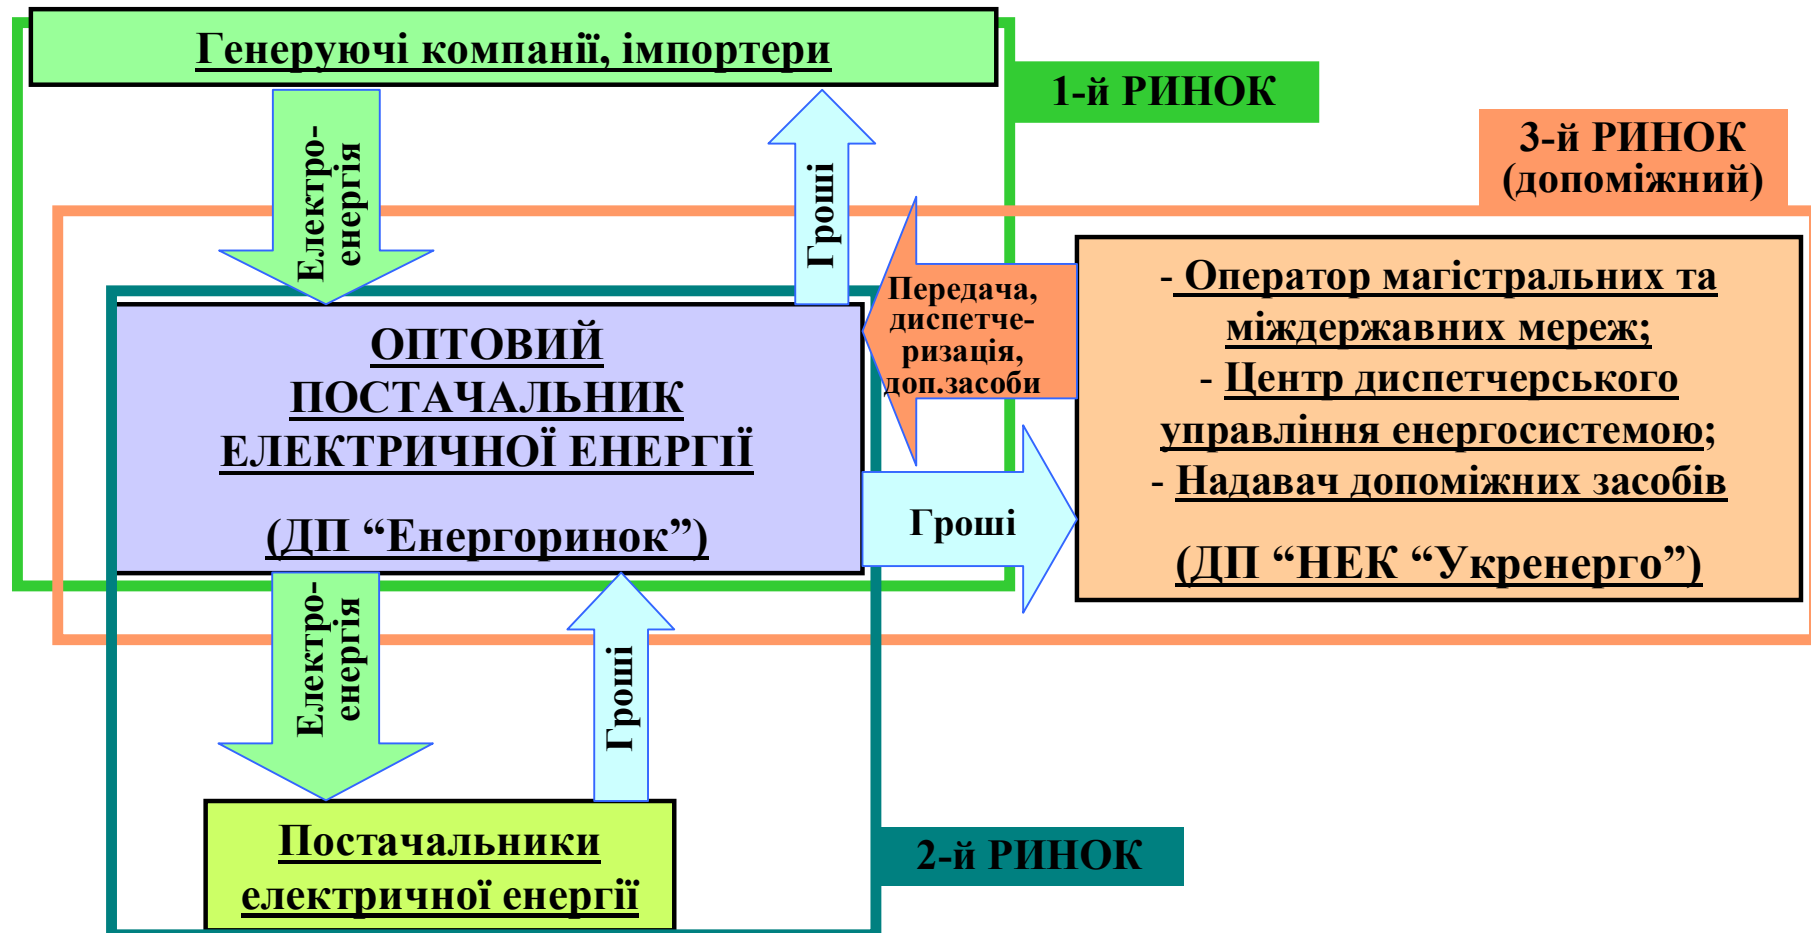 Генеруючі компанії, імпортери
1-й РИНОК
3-й РИНОК
(допоміжний)
Електро-
енергія
Гроші
Передача,
диспетче-
ризація,
доп.засоби
- Оператор магістральних та
міждержавних мереж;
- Центр диспетчерського
управління енергосистемою;
- Надавач допоміжних засобів
(ДП “НЕК “Укренерго”)
ОПТОВИЙ
ПОСТАЧАЛЬНИК
ЕЛЕКТРИЧНОЇ ЕНЕРГІЇ
(ДП “Енергоринок”)
Гроші
Електро-
енергія
Гроші
Постачальники
електричної енергії
2-й РИНОК